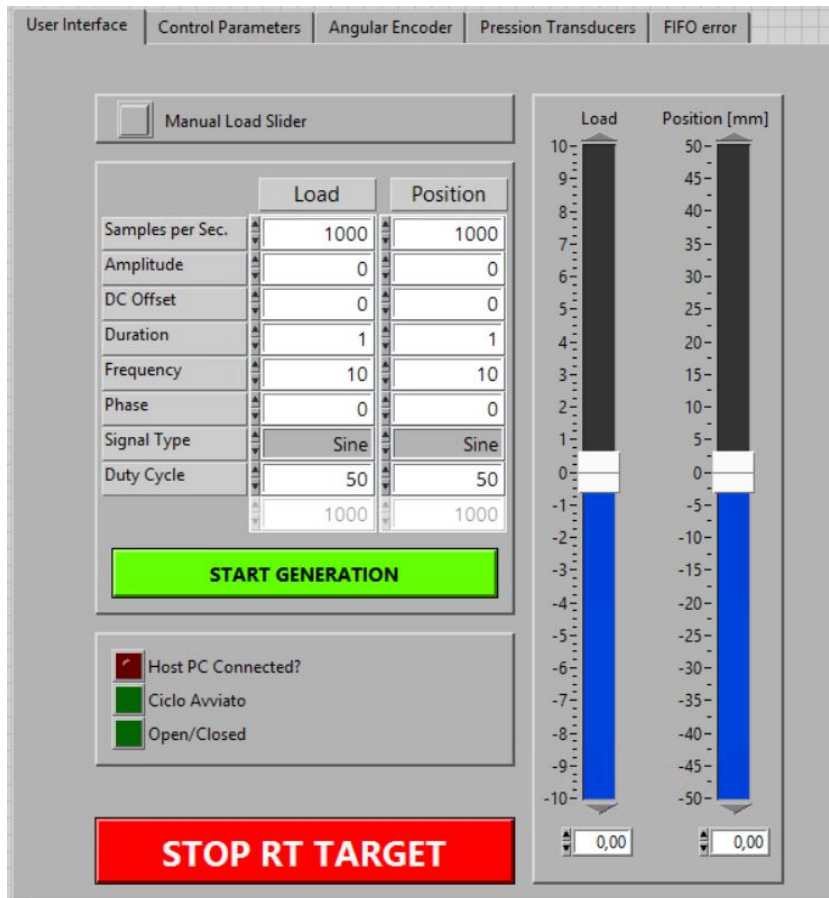 User Interface Control Parameters Angular Encoder Pression Transducers FIFO error
Manual Load Slider
Load Position
Samples per Sec. 1000 1000
Amplitude 0 0
DC Offset 0 0
Duration 1 1
Frequency 10 10
Phase 0 0
Signal Type Sine Sine
Duty Cycle 50 50
1000 1000
START GENERATION
Host PC Connected?
Ciclo Avviato
Open/Closed
STOP RT TARGET
Load Position [mm]
10 50
9 45
8 40
7 35
6 30
5 25
4 20
3 15
2 10
1 5
0 0
-1 -5
-2 -10
-3 -15
-4 -20
-5 -25
-6 -30
-7 -35
-8 -40
-9 -45
-10 -50
0,00 0,00